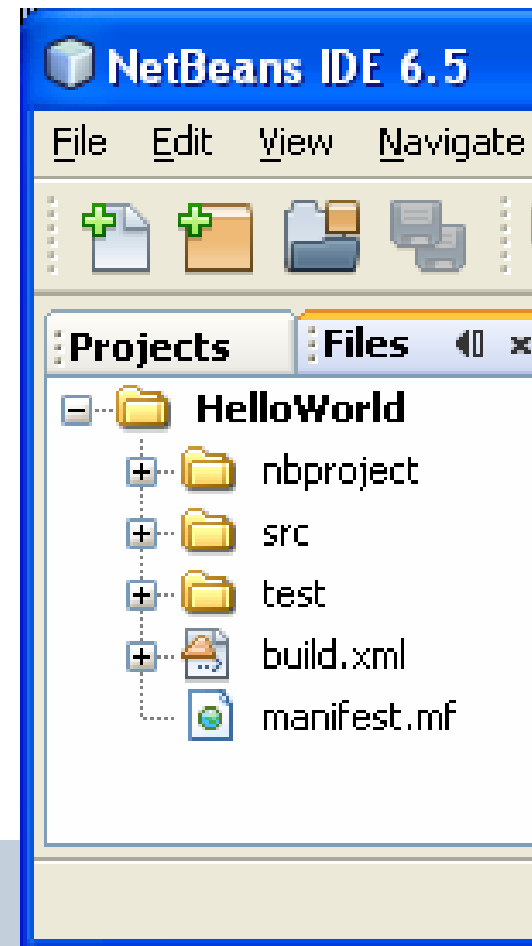 NetBeans IDE 6.5
File Edit View Navigate
Projects Files
HelloWorld
nbproject
src
test
build.xml
manifest.mf